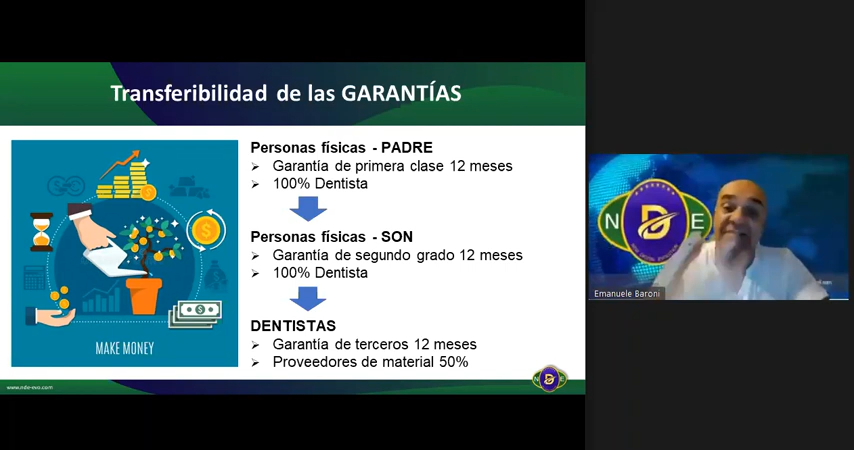 Transferibilidad de las GARANTÍAS
Personas físicas - PADRE
Garantía de primera clase 12 meses
100% Dentista
Personas físicas - SON
Garantía de segundo grado 12 meses
100% Dentista
DENTISTAS
Garantía de terceros 12 meses
Proveedores de material 50%
MAKE MONEY
www.nde-evo.com
N D E
N D E
Emanuele Baroni